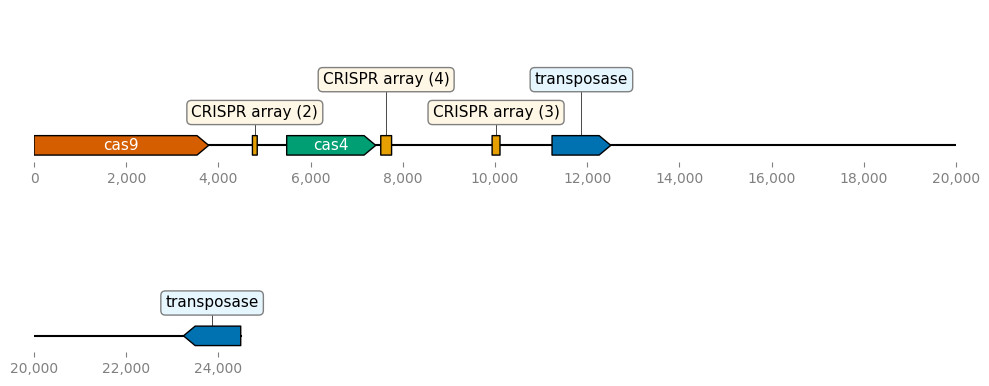 CRISPR array (4) transposase
CRISPR array (2) CRISPR array (3)
cas9 cas4
0 2,000 4,000 6,000 8,000 10,000 12,000 14,000 16,000 18,000 20,000
transposase
20,000 22,000 24,000